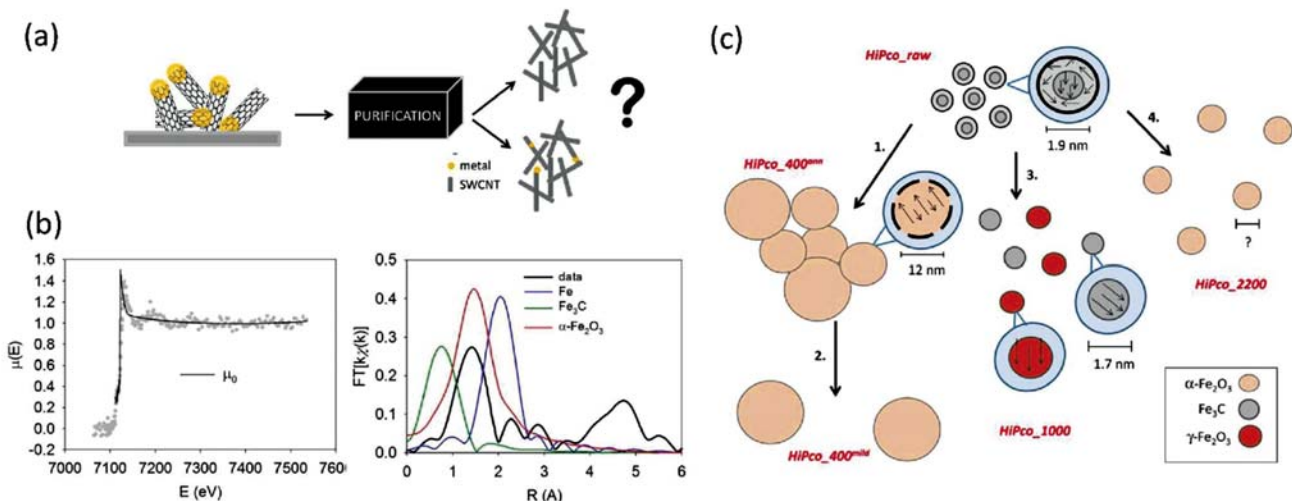 (a)
PURIFICATION
metal
SWCNT
?
(b)
μ(E)
1.6
1.4
1.2
1.0
0.8
0.6
0.4
0.2
0.0
-0.2
μ0
7000 7100 7200 7300 7400 7500 760
E (eV)
FT[kχ(k)]
0.5
0.4
0.3
0.2
0.1
0.0
data
Fe
Fe3C
α-Fe2O3
0 1 2 3 4 5 6
R (A)
(c)
HiPco_raw
1.9 nm
1.
4.
3.
HiPco_400ann
12 nm
?
HiPco_2200
2.
1.7 nm
HiPco_1000
HiPco_400mild
α-Fe2O3
Fe3C
γ-Fe2O3